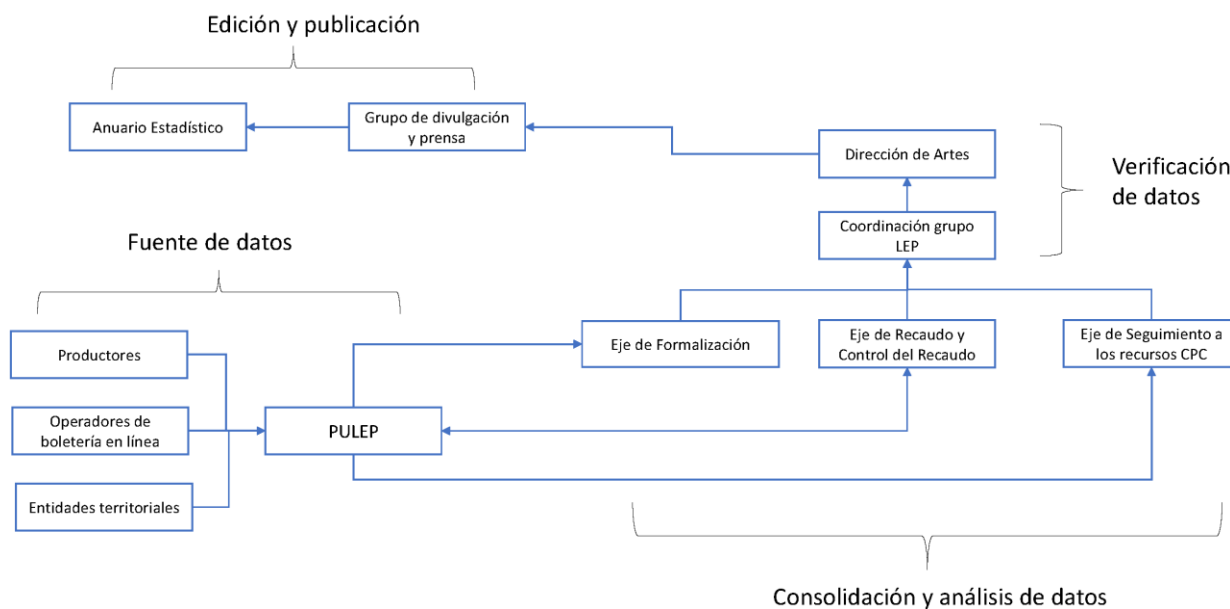 Edición y publicación
Anuario Estadístico
Grupo de divulgación
y prensa
Dirección de Artes
Verificación
de datos
Coordinación grupo
LEP
Fuente de datos
Productores
Operadores de
boletería en línea
Entidades territoriales
PULEP
Eje de Formalización
Eje de Recaudo y
Control del Recaudo
Eje de Seguimiento a
los recursos CPC
Consolidación y análisis de datos